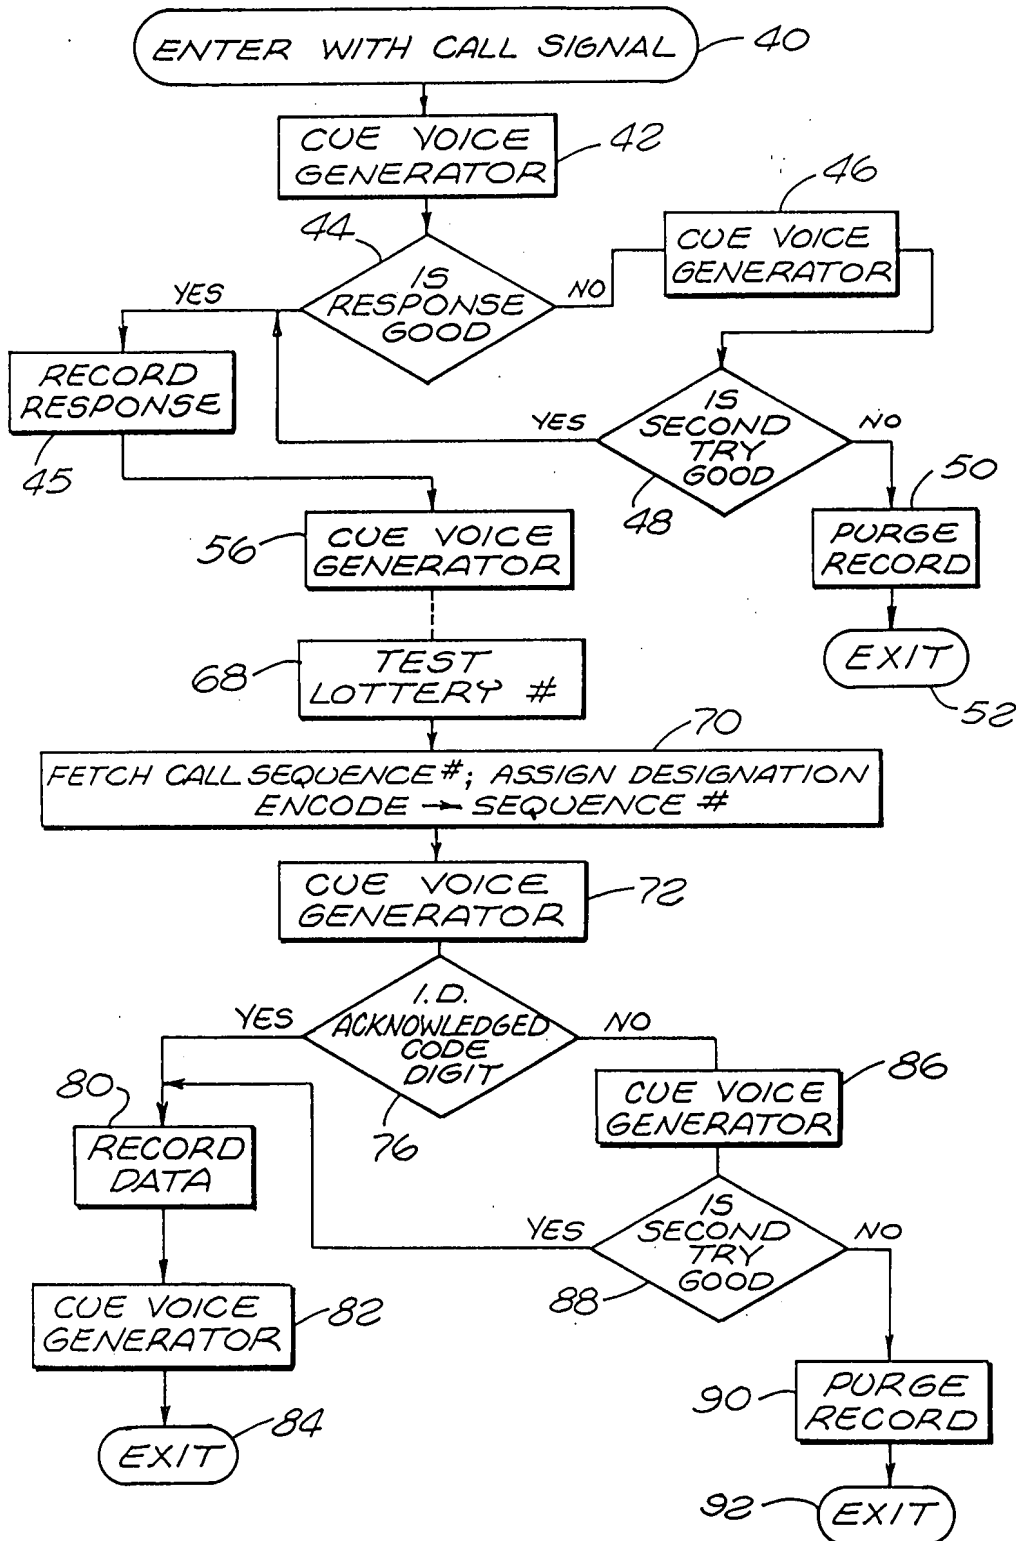 ENTER WITH CALL SIGNAL
40
CUE VOICE
GENERATOR
42
44
IS
RESPONSE
GOOD
YES
NO
46
CUE VOICE
GENERATOR
RECORD
RESPONSE
45
IS
SECOND
TRY
GOOD
YES
NO
48
50
PURGE
RECORD
EXIT
52
56
CUE VOICE
GENERATOR
68
TEST
LOTTERY #
70
FETCH CALL SEQUENCE #; ASSIGN DESIGNATION
ENCODE → SEQUENCE #
CUE VOICE
GENERATOR
72
I.D.
ACKNOWLEDGED
CODE
DIGIT
YES
NO
76
80
RECORD
DATA
86
CUE VOICE
GENERATOR
IS
SECOND
TRY
GOOD
YES
NO
88
CUE VOICE
GENERATOR
82
EXIT
84
90
PURGE
RECORD
92
EXIT